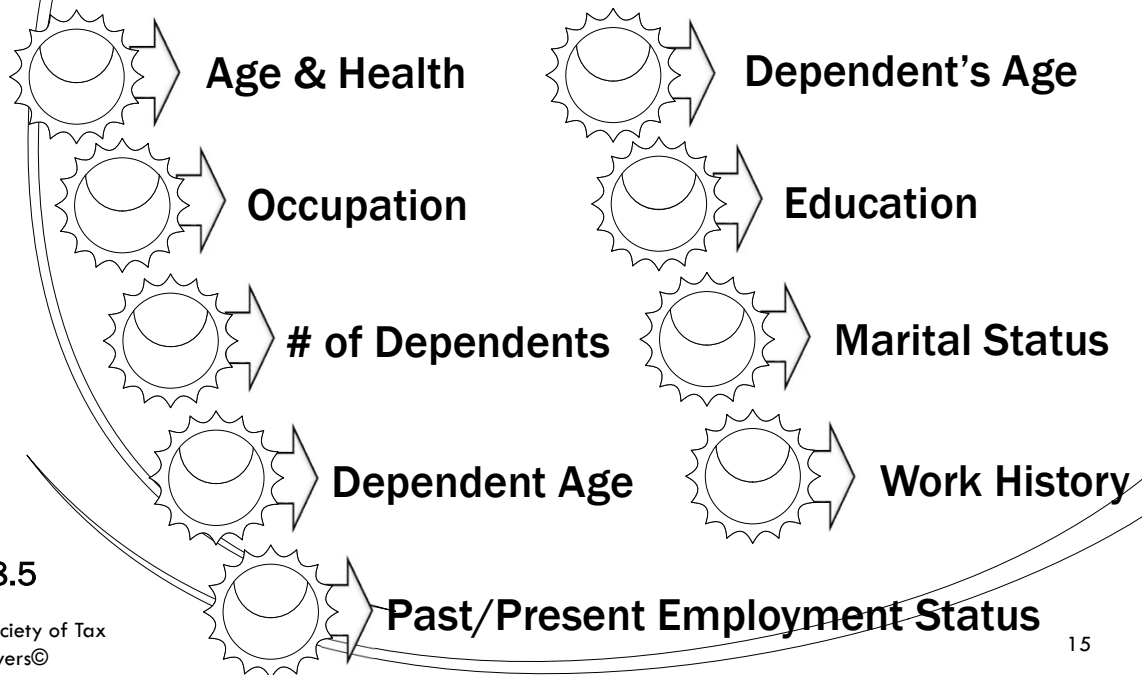 Age & Health
Dependent's Age
Occupation
Education
# of Dependents
Marital Status
Dependent Age
Work History
Past/Present Employment Status
15